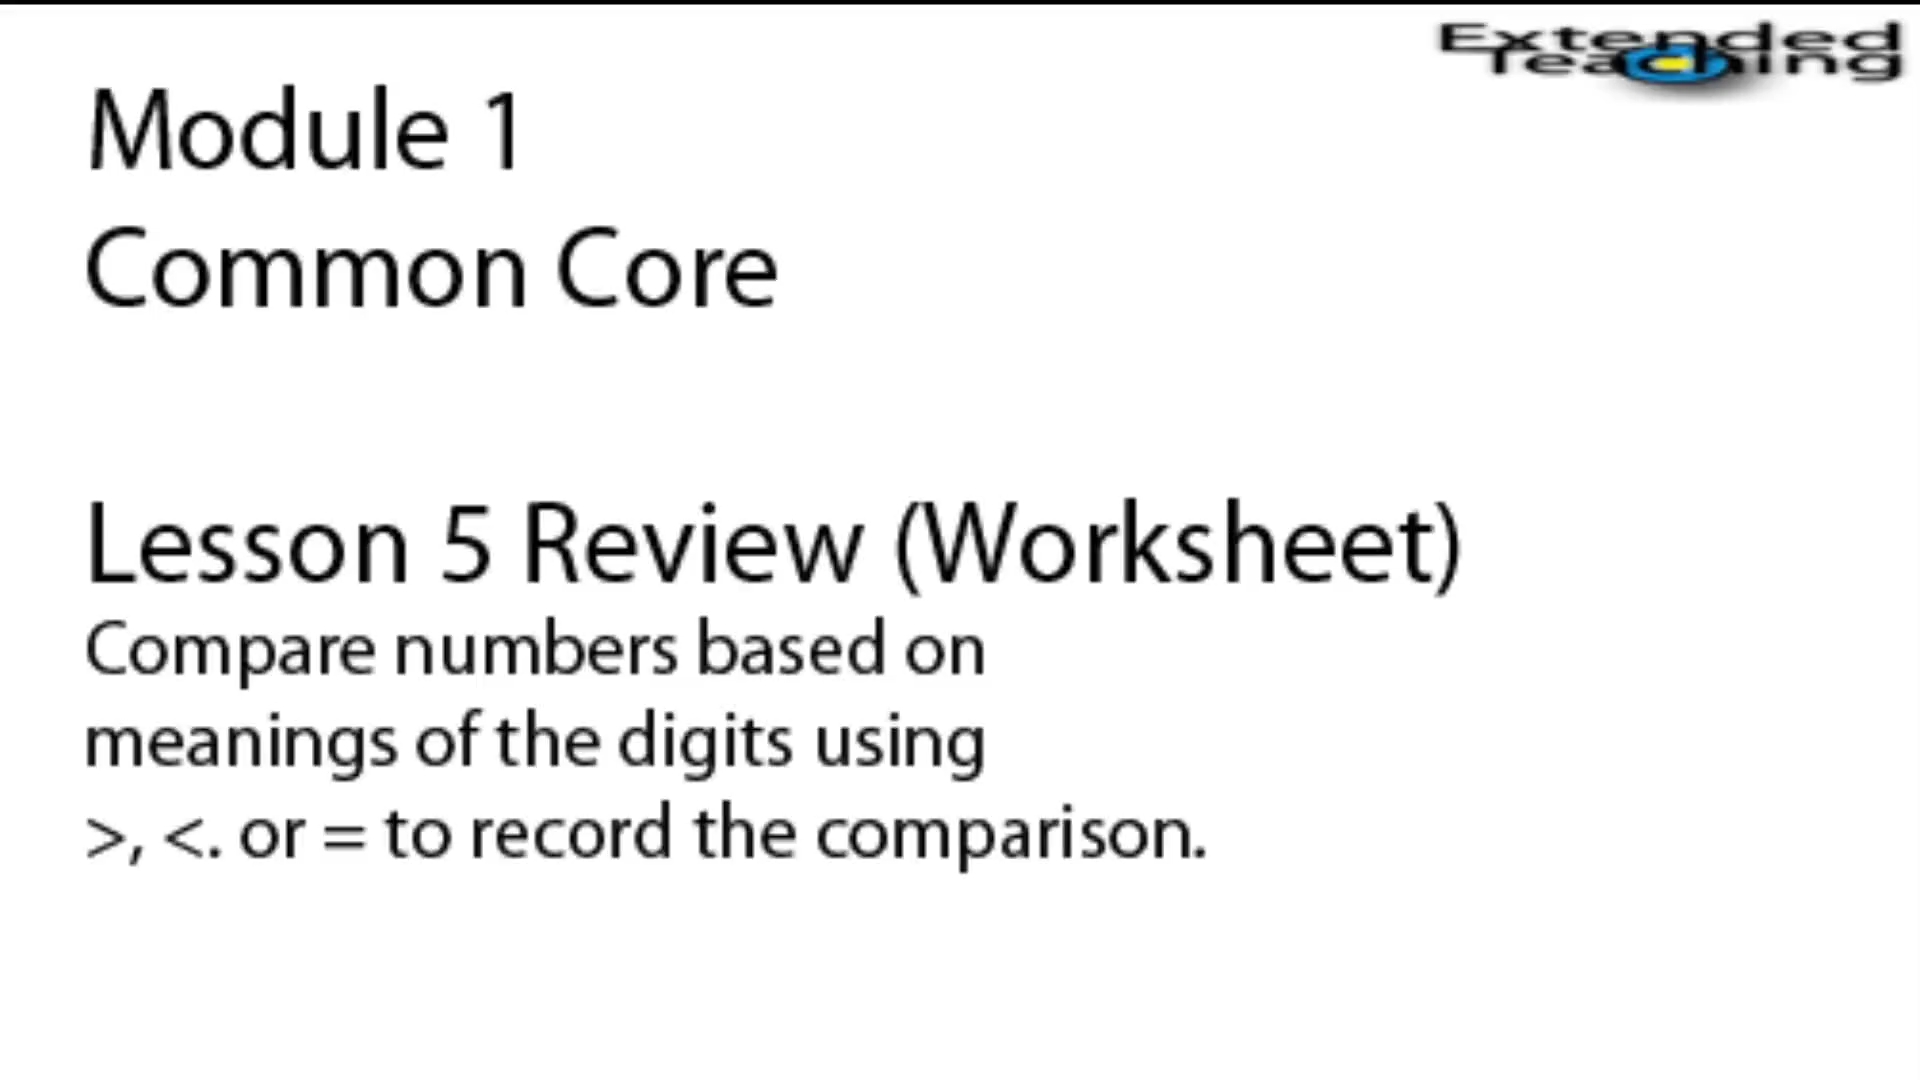 Extended
Teaching
Module 1
Common Core
Lesson 5 Review (Worksheet)
Compare numbers based on
meanings of the digits using
>, <. or = to record the comparison.